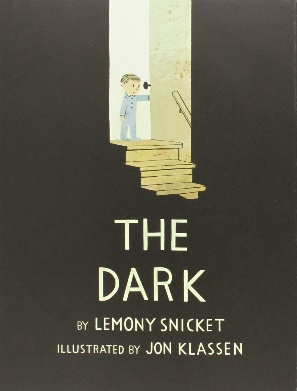 THE
DARK
BY LEMONY SNICKET
ILLUSTRATED BY JON KLASSEN